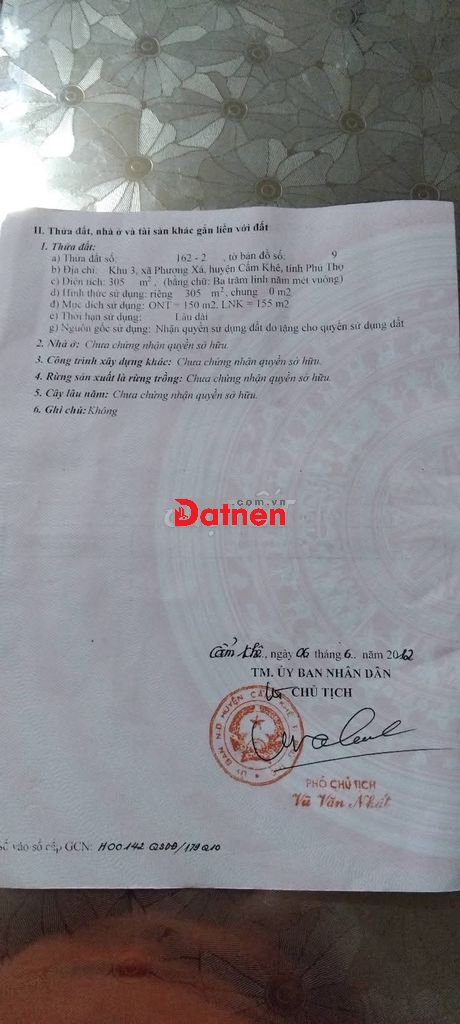 II. Thửa đất, nhà ở và tài sản khác gắn liền với đất
1. Thửa đất:
a) Thửa đất số: 162 - 2 , tờ bản đồ số: 9
b) Địa chỉ: Khu 3, xã Phượng Xá, huyện Cẩm Khê, tỉnh Phú Thọ
c) Diện tích: 305 m², (bằng chữ: Ba trăm linh năm mét vuông)
d) Hình thức sử dụng: riêng 305 m², chung 0 m2
đ) Mục đích sử dụng: ONT = 150 m2. LNK = 155 m2
e) Thời hạn sử dụng: Lâu dài
g) Nguồn gốc sử dụng: Nhận quyền sử dụng đất do tặng cho quyền sử dụng đất
2. Nhà ở: Chưa chứng nhận quyền sở hữu.
3. Công trình xây dựng khác: Chưa chứng nhận quyền sở hữu.
4. Rừng sản xuất là rừng trồng: Chưa chứng nhận quyền sở hữu.
5. Cây lâu năm: Chưa chứng nhận quyền sở hữu.
6. Ghi chú: Không
.com.vn
Datnen
Cẩm Khê., ngày 06 tháng 6.. năm 2012
TM. ỦY BAN NHÂN DÂN
KT CHỦ TỊCH
PHÓ CHỦ TỊCH
Vũ Văn Nhất
Số vào sổ cấp GCN: H00142 QSDĐ/179Q10